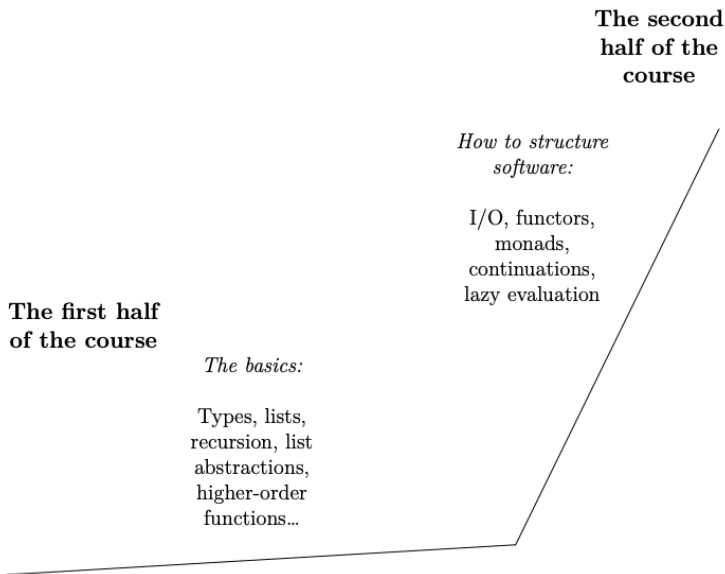 The second
half of the
course
How to structure
software:
I/O, functors,
monads,
continuations,
lazy evaluation
The first half
of the course
The basics:
Types, lists,
recursion, list
abstractions,
higher-order
functions…